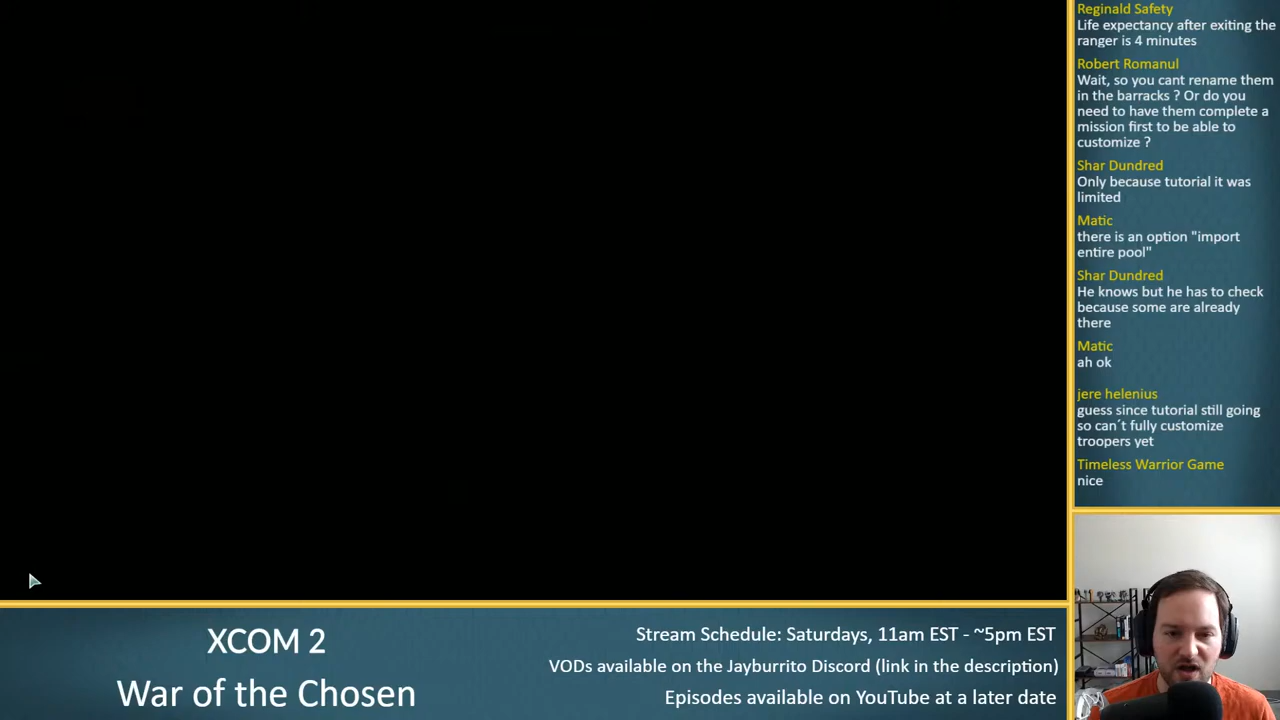 Reginald Safety
Life expectancy after exiting the
ranger is 4 minutes
Robert Romanul
Wait, so you cant rename them
in the barracks ? Or do you
need to have them complete a
mission first to be able to
customize ?
Shar Dundred
Only because tutorial it was
limited
Matic
there is an option "import
entire pool"
Shar Dundred
He knows but he has to check
because some are already
there
Matic
ah ok
jere helenius
guess since tutorial still going
so can´t fully customize
troopers yet
Timeless Warrior Game
nice
XCOM 2
War of the Chosen
Stream Schedule: Saturdays, 11am EST - ~5pm EST
VODs available on the Jayburrito Discord (link in the description)
Episodes available on YouTube at a later date